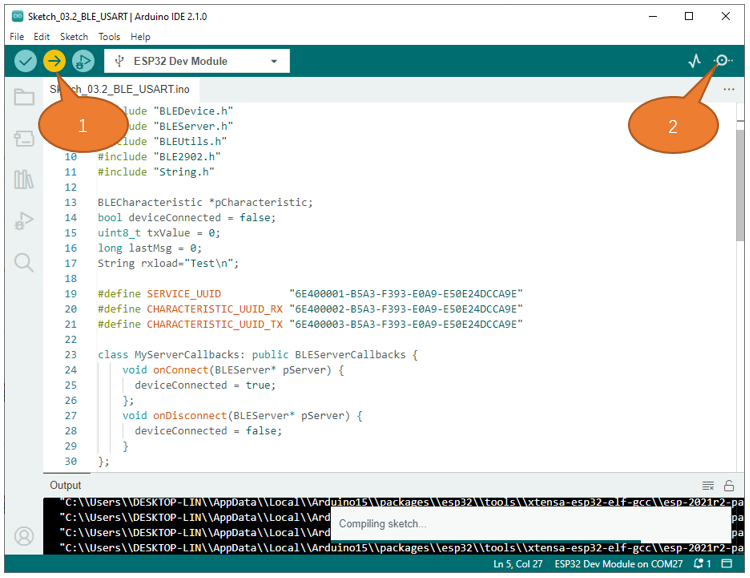 Sketch_03.2_BLE_USART | Arduino IDE 2.1.0
File Edit Sketch Tools Help
ESP32 Dev Module
Sketch_03.2_BLE_USART.ino
1
2
clude "BLEDevice.h"
clude "BLEServer.h"
clude "BLEUtils.h"
10 #include "BLE2902.h"
11 #include "String.h"
12
13 BLECharacteristic *pCharacteristic;
14 bool deviceConnected = false;
15 uint8_t txValue = 0;
16 long lastMsg = 0;
17 String rxload="Test\n";
18
19 #define SERVICE_UUID "6E400001-B5A3-F393-E0A9-E50E24DCCA9E"
20 #define CHARACTERISTIC_UUID_RX "6E400002-B5A3-F393-E0A9-E50E24DCCA9E"
21 #define CHARACTERISTIC_UUID_TX "6E400003-B5A3-F393-E0A9-E50E24DCCA9E"
22
23 class MyServerCallbacks: public BLEServerCallbacks {
24 void onConnect(BLEServer* pServer) {
25 deviceConnected = true;
26 };
27 void onDisconnect(BLEServer* pServer) {
28 deviceConnected = false;
29 }
30 };
Output
"C:\\Users\\DESKTOP-LIN\\AppData\\Local\\Arduino15\\packages\\esp32\\tools\\xtensa-esp32-elf-gcc\\esp-2021r2-pa
"C:\\Users\\DESKTOP-LIN\\AppData\\Local\\Ard 2021r2-pa
"C:\\Users\\DESKTOP-LIN\\AppData\\Local\\Ard 2021r2-pa
"C:\\Users\\DESKTOP-LIN\\AppData\\Local\\Arduino15\\packages\\esp32\\tools\\xtensa-esp32-elf-gcc\\esp-2021r2-pa
Compiling sketch...
Ln 5, Col 27 ESP32 Dev Module on COM27 1